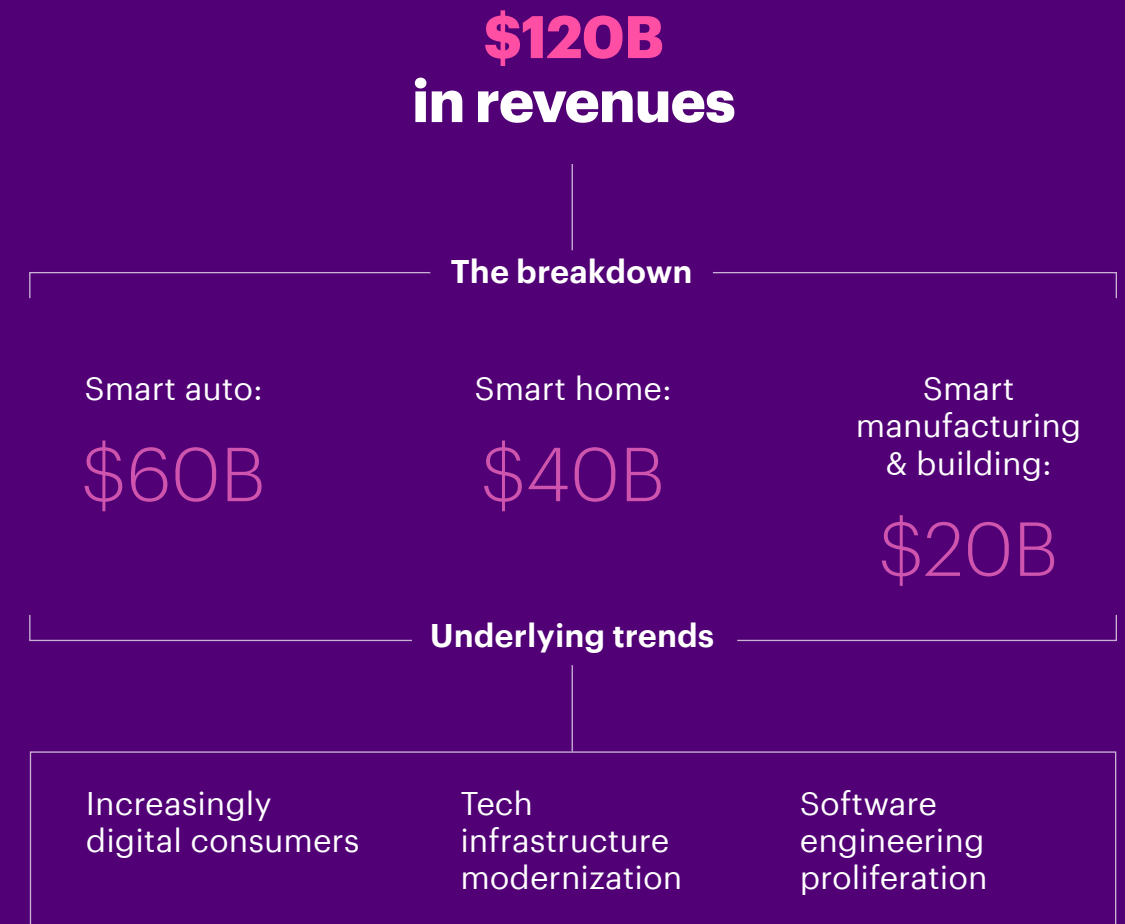 $120B
in revenues
The breakdown
Smart auto:
$60B
Smart home:
$40B
Smart
manufacturing
& building:
$20B
Underlying trends
Increasingly
digital consumers
Tech
infrastructure
modernization
Software
engineering
proliferation